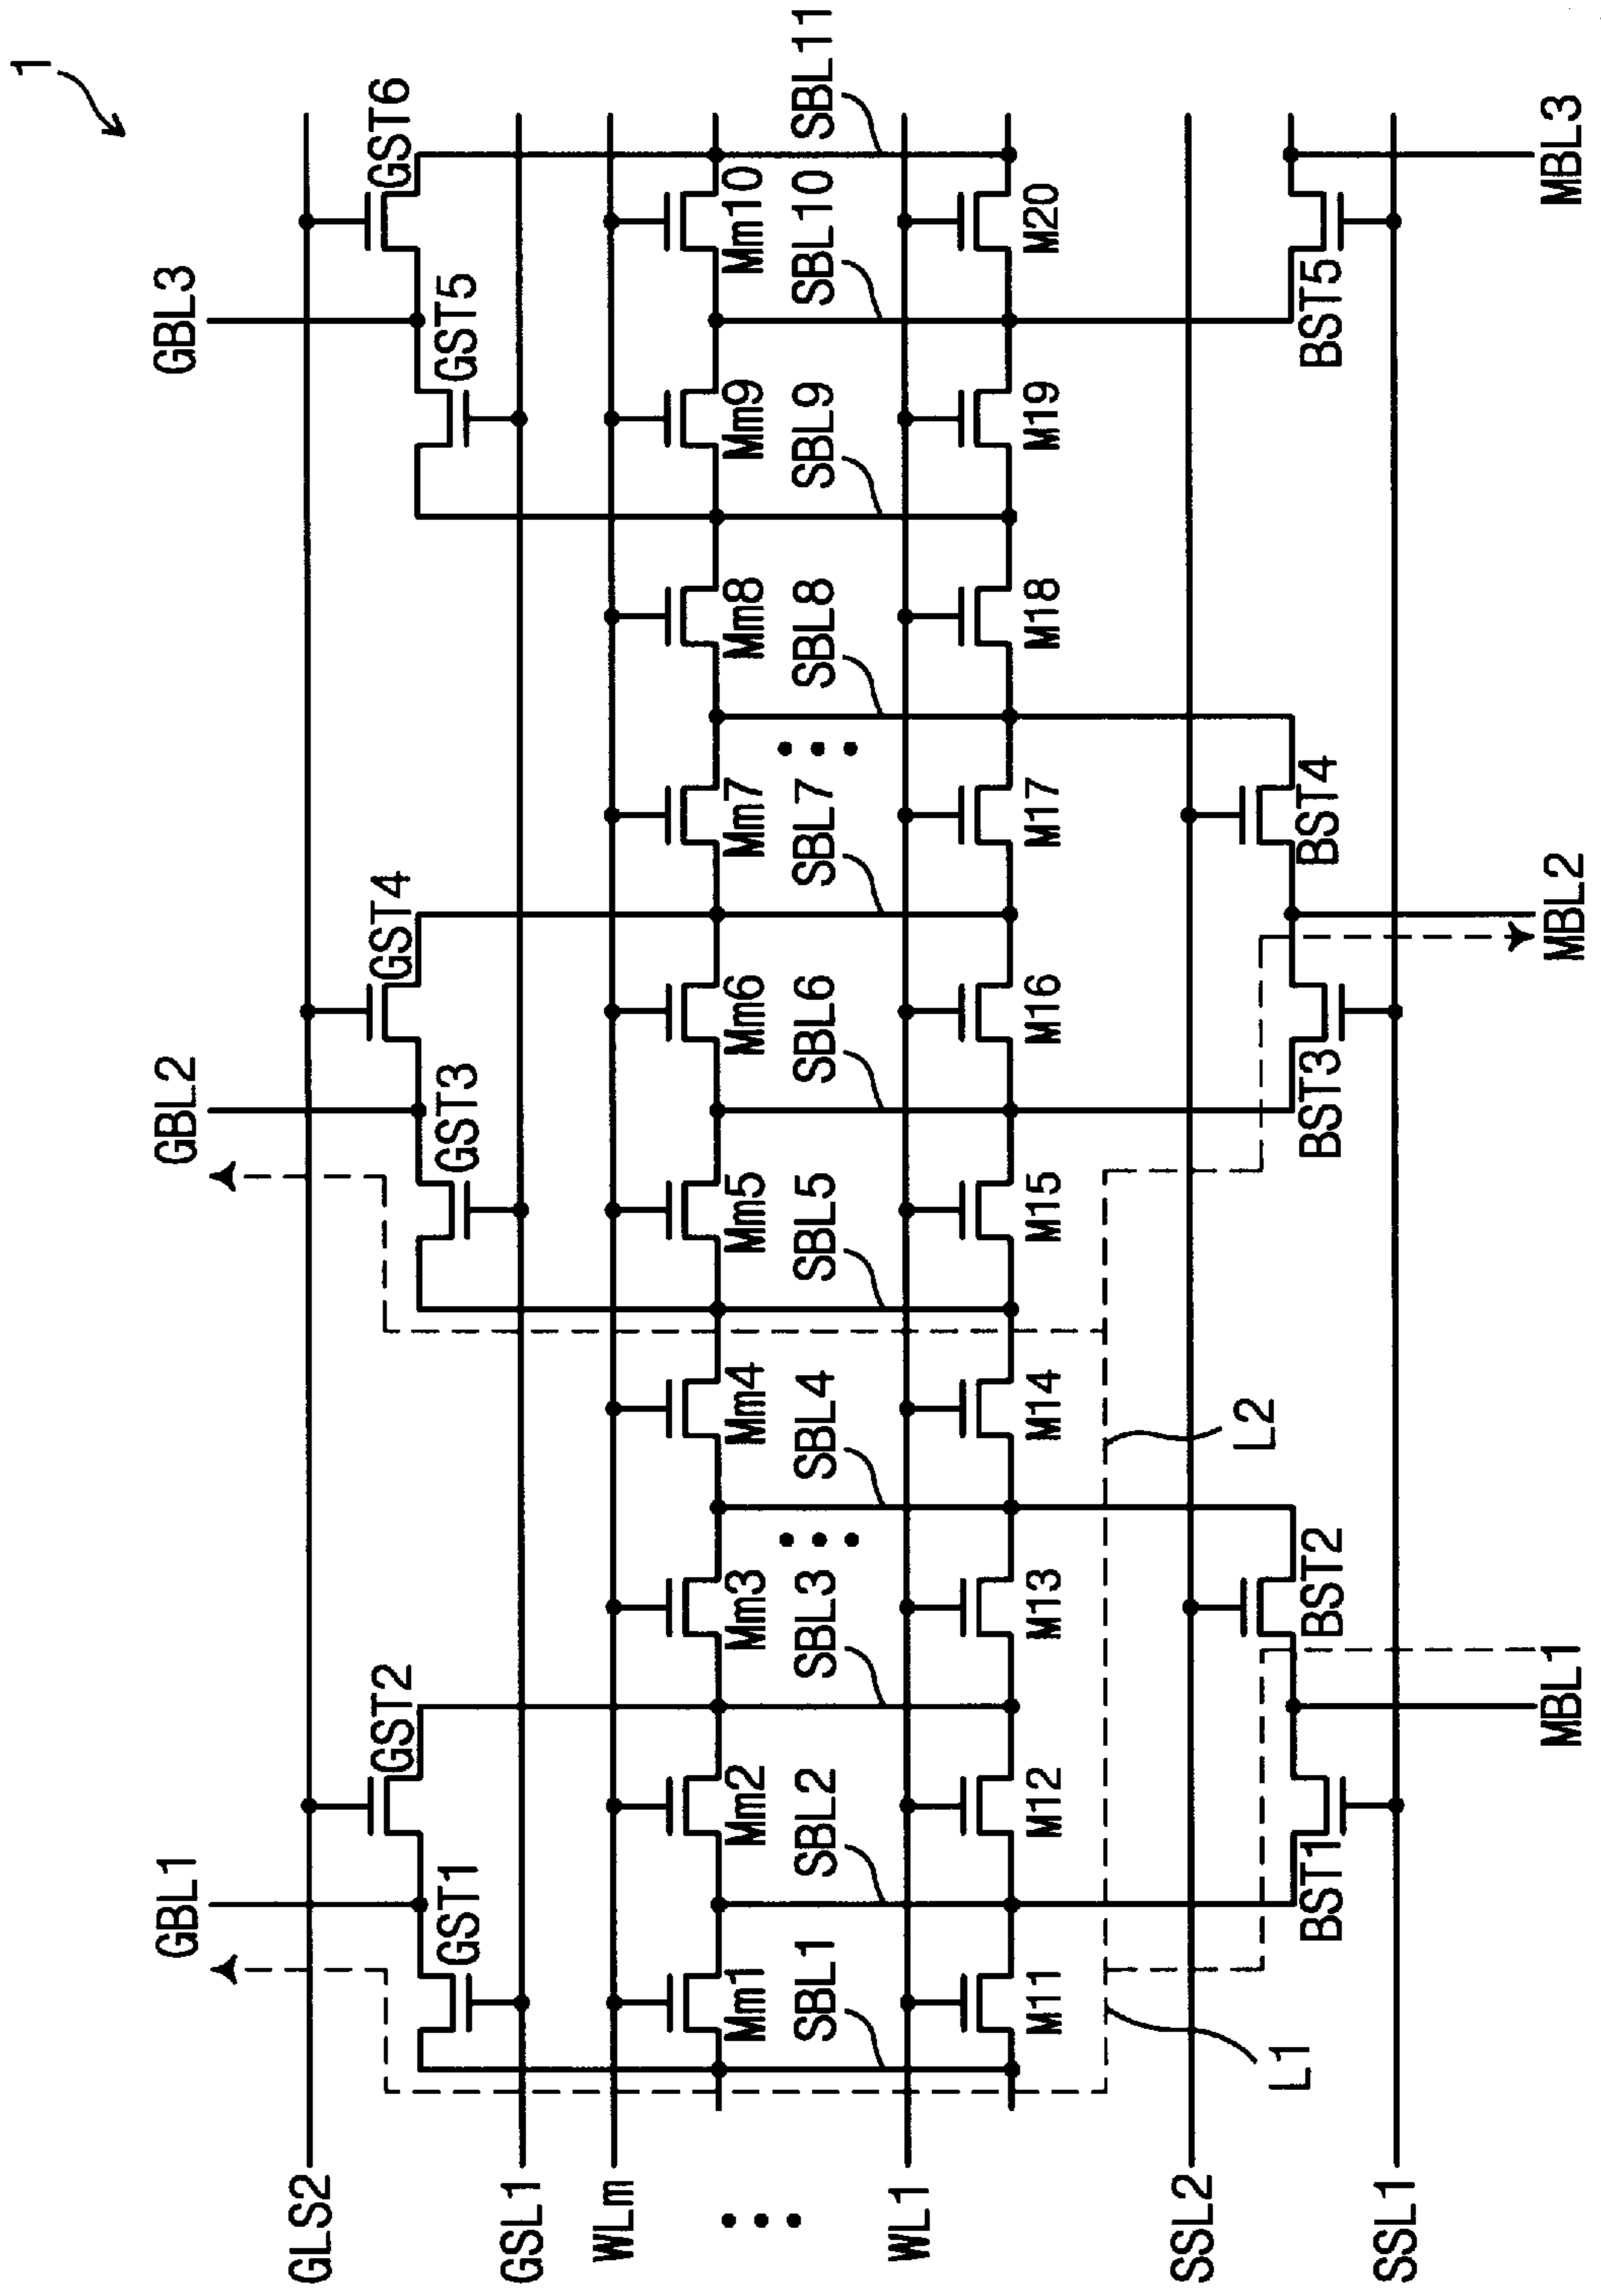 1
GBL1 GBL2 GBL3
GLS2
GST2 GST4 GST6
GST1 GST3 GST5
GSL1
WLm
Mm1 Mm2 Mm3 Mm4 Mm5 Mm6 Mm7 Mm8 Mm9 Mm10
SBL1 SBL2 SBL3 SBL4 SBL5 SBL6 SBL7 SBL8 SBL9 SBL10 SBL11
WL1
M11 M12 M13 M14 M15 M16 M17 M18 M19 M20
SSL2
L1 L2
BST1 BST2 BST3 BST4 BST5
SSL1
MBL1 MBL2 MBL3